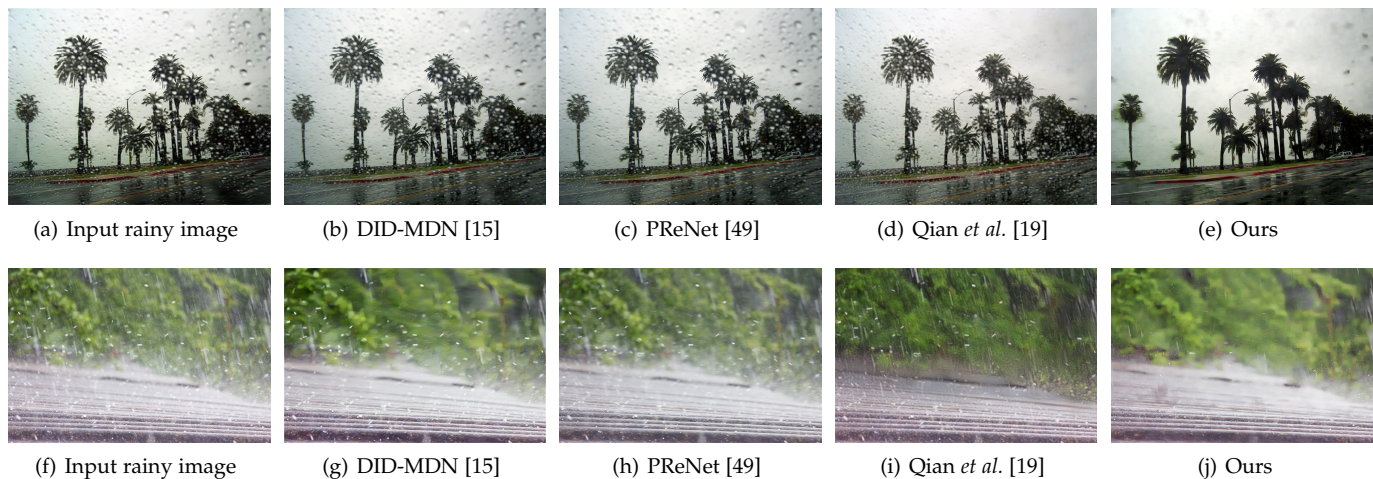 (a) Input rainy image
(b) DID-MDN [15]
(c) PReNet [49]
(d) Qian et al. [19]
(e) Ours
(f) Input rainy image
(g) DID-MDN [15]
(h) PReNet [49]
(i) Qian et al. [19]
(j) Ours